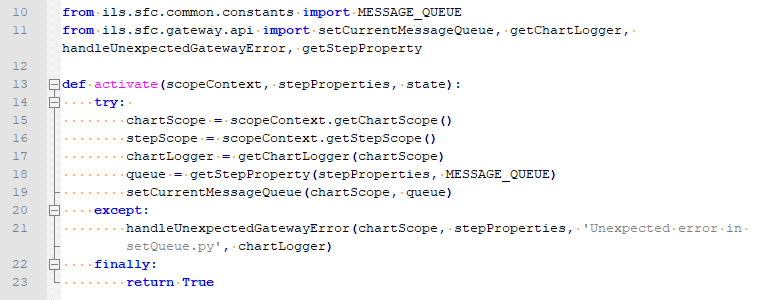 10 from ils.sfc.common.constants import MESSAGE_QUEUE
11 from ils.sfc.gateway.api import setCurrentMessageQueue, getChartLogger,
handleUnexpectedGatewayError, getStepProperty
12
13 def activate(scopeContext, stepProperties, state):
14     try:
15         chartScope = scopeContext.getChartScope()
16         stepScope = scopeContext.getStepScope()
17         chartLogger = getChartLogger(chartScope)
18         queue = getStepProperty(stepProperties, MESSAGE_QUEUE)
19         setCurrentMessageQueue(chartScope, queue)
20     except:
21         handleUnexpectedGatewayError(chartScope, stepProperties, 'Unexpected error in
setQueue.py', chartLogger)
22     finally:
23         return True